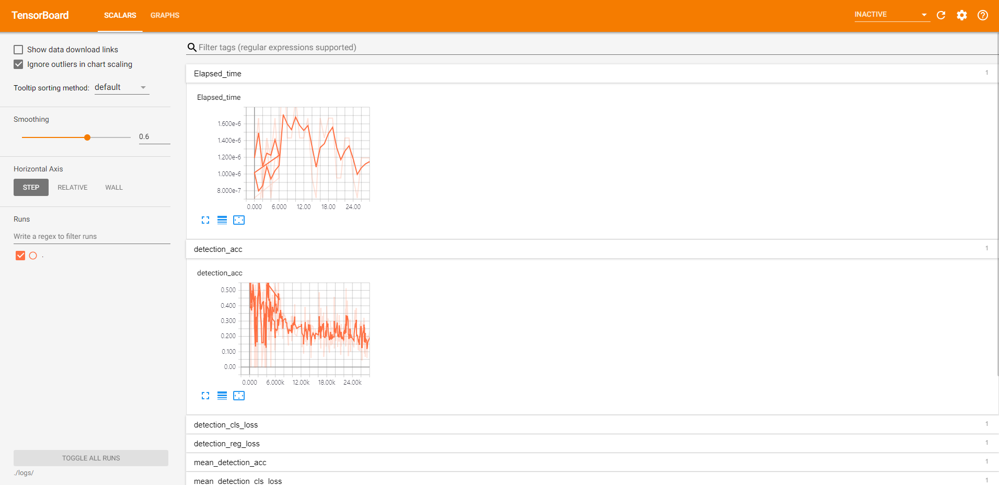 TensorBoard
SCALARS
GRAPHS
INACTIVE
Show data download links
Ignore outliers in chart scaling
Tooltip sorting method: default
Smoothing
0.6
Horizontal Axis
STEP RELATIVE WALL
Runs
Write a regex to filter runs
.
TOGGLE ALL RUNS
./logs/
Filter tags (regular expressions supported)
Elapsed_time 1
Elapsed_time
1.600e-6
1.400e-6
1.200e-6
1.000e-6
8.000e-7
0.000 6.000 12.00 18.00 24.00
detection_acc 1
detection_acc
0.500
0.400
0.300
0.200
0.100
0.00
0.000 6.000k 12.00k 18.00k 24.00k
detection_cls_loss 1
detection_reg_loss 1
mean_detection_acc 1
mean_detection_cls_loss 1